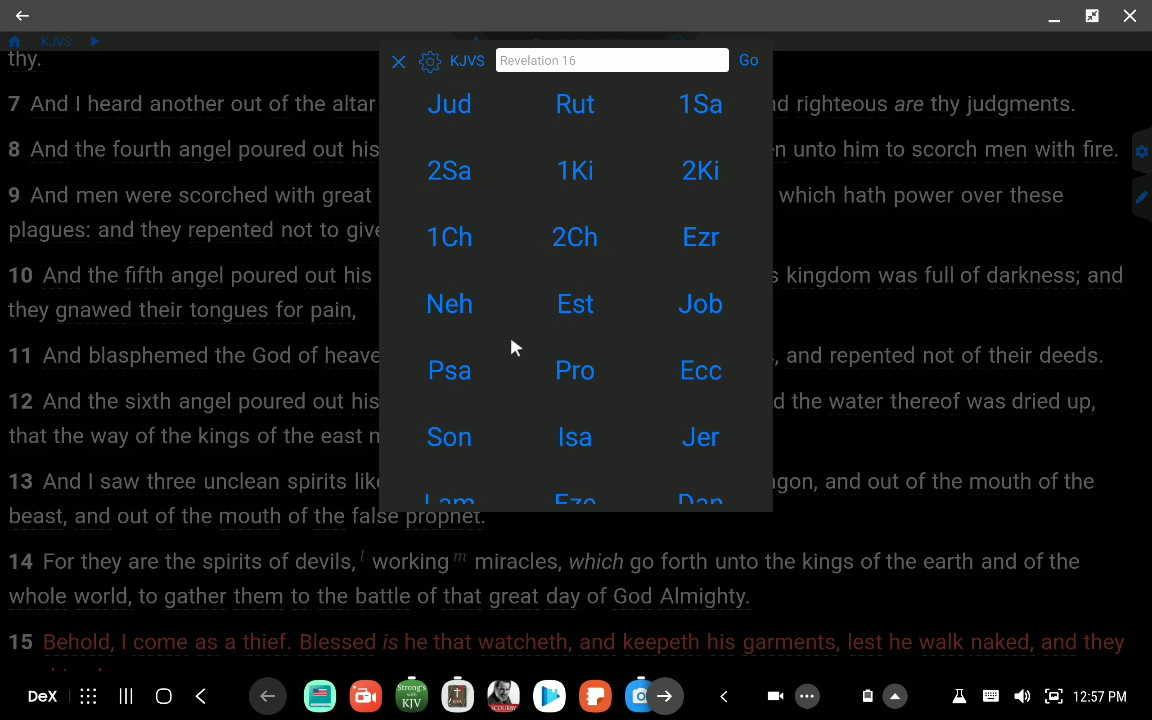 KJVS
thy.
KJVS Revelation 16 Go
7 And I heard another out of the altar
righteous are thy judgments.
8 And the fourth angel poured out his
unto him to scorch men with fire.
9 And men were scorched with great
which hath power over these
plagues: and they repented not to give
10 And the fifth angel poured out his
kingdom was full of darkness; and
they gnawed their tongues for pain,
11 And blasphemed the God of
and repented not of their deeds.
12 And the sixth angel poured out his
the water thereof was dried up,
that the way of the kings of the east
13 And I saw three unclean spirits
and out of the mouth of the
beast, and out of the mouth of the false prophet.
14 For they are the spirits of devils, l working m miracles, which go forth unto the kings of the earth and of the
whole world, to gather them to the battle of that great day of God Almighty.
15 Behold, I come as a thief. Blessed is he that watcheth, and keepeth his garments, lest he walk naked, and they
Jud Rut 1Sa
2Sa 1Ki 2Ki
1Ch 2Ch Ezr
Neh Est Job
Psa Pro Ecc
Son Isa Jer
Lam Eze Dan
DeX Strong's with KJV SCOURBY 12:57 PM